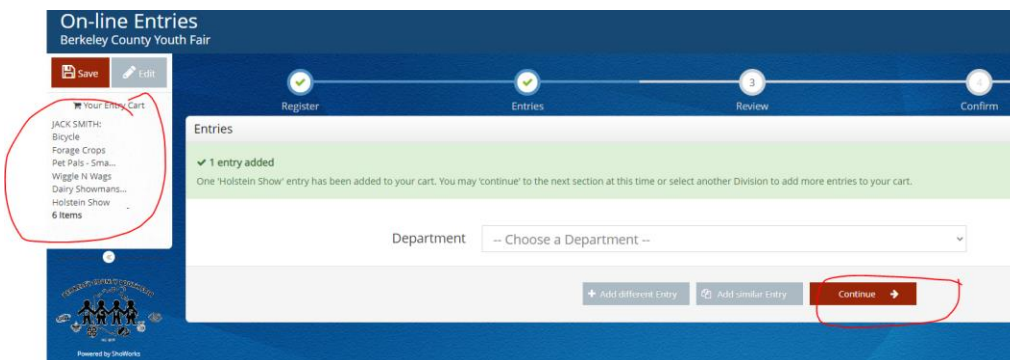 On-line Entries
Berkeley County Youth Fair
Save Edit
Your Entry Cart
JACK SMITH:
Bicycle
Forage Crops
Pet Pals - Sma...
Wiggle N Wags
Dairy Showmans...
Holstein Show
6 Items
Powered by ShoWorks
3
Register Entries Review Confirm
Entries
1 entry added
One 'Holstein Show' entry has been added to your cart. You may 'continue' to the next section at this time or select another Division to add more entries to your cart.
Department -- Choose a Department --
Add different Entry Add similar Entry Continue